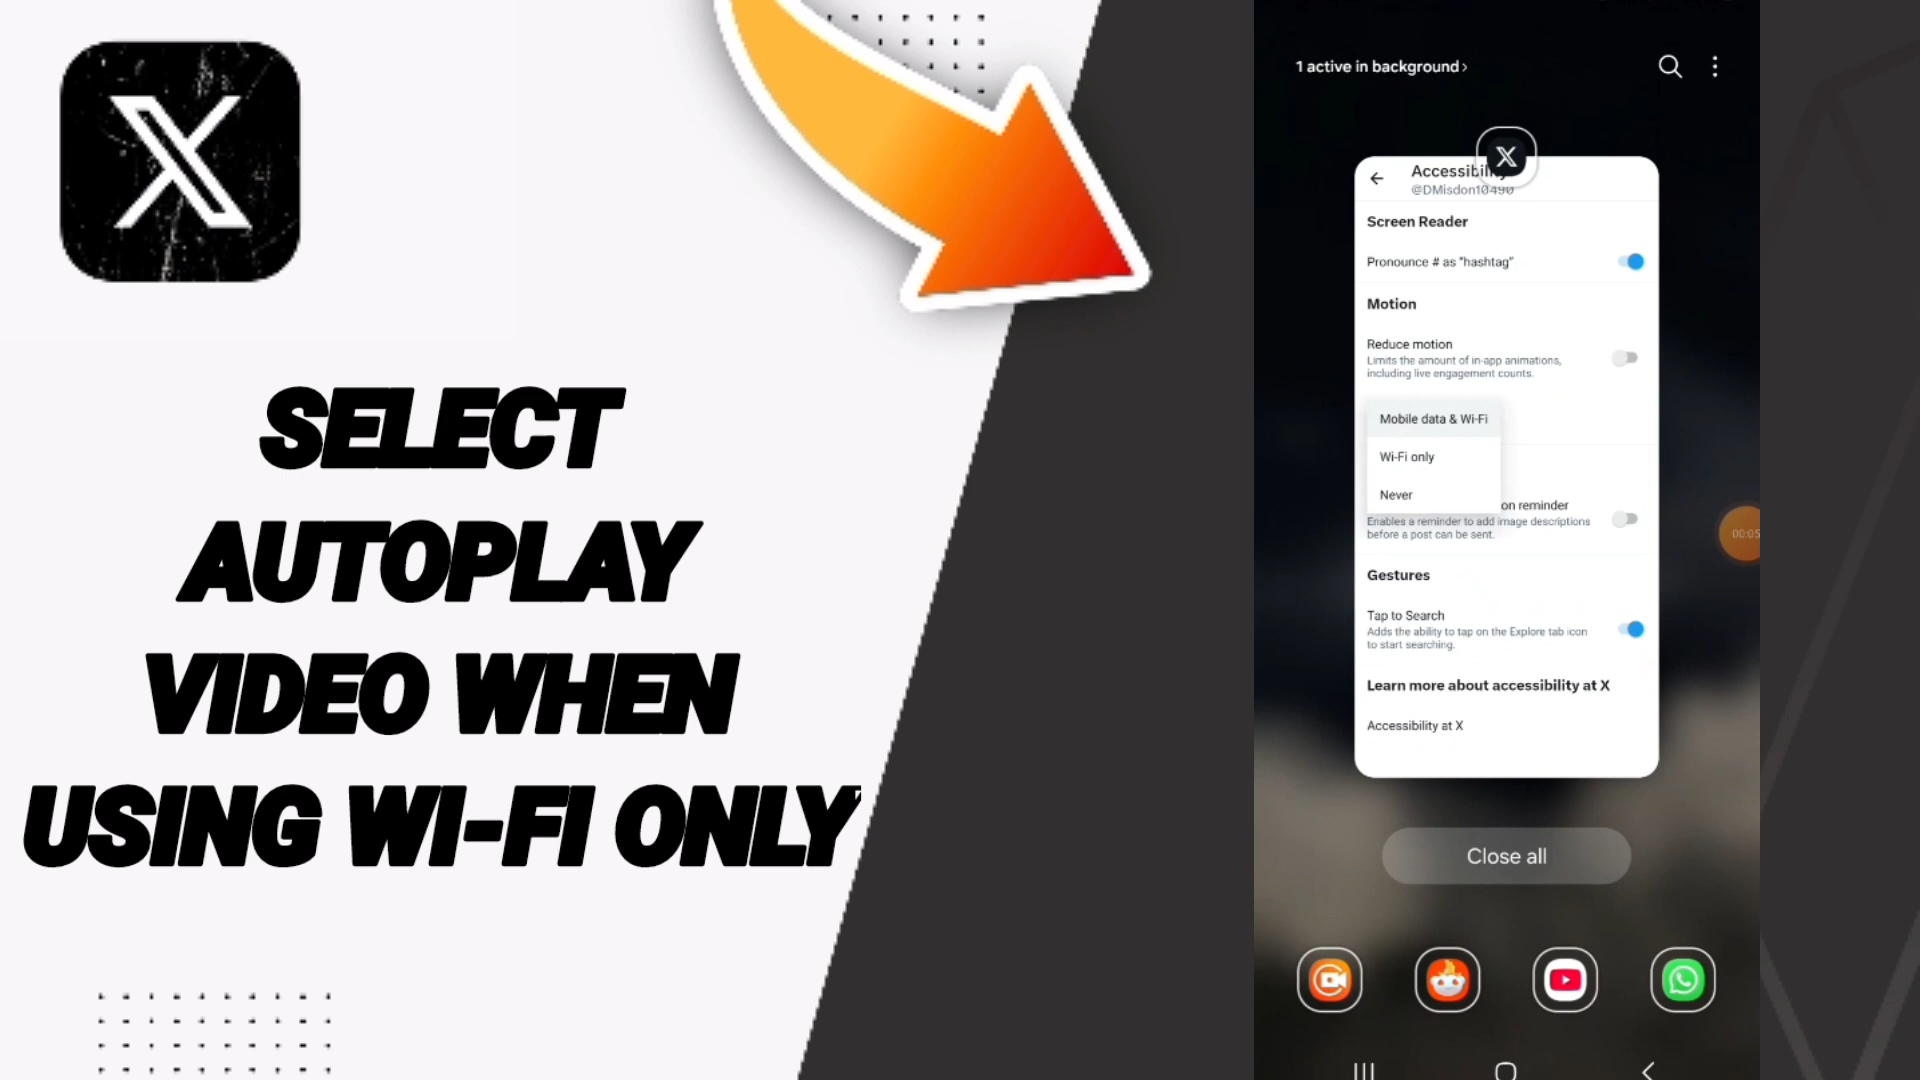 SELECT
AUTOPLAY
VIDEO WHEN
USING WI-FI ONLY
1 active in background ›
Accessibility
@DMisdon10490
Screen Reader
Pronounce # as "hashtag"
Motion
Reduce motion
Limits the amount of in-app animations,
including live engagement counts.
Mobile data & Wi-Fi
Wi-Fi only
Never
on reminder
Enables a reminder to add image descriptions
before a post can be sent.
Gestures
Tap to Search
Adds the ability to tap on the Explore tab icon
to start searching.
Learn more about accessibility at X
Accessibility at X
00:05
Close all